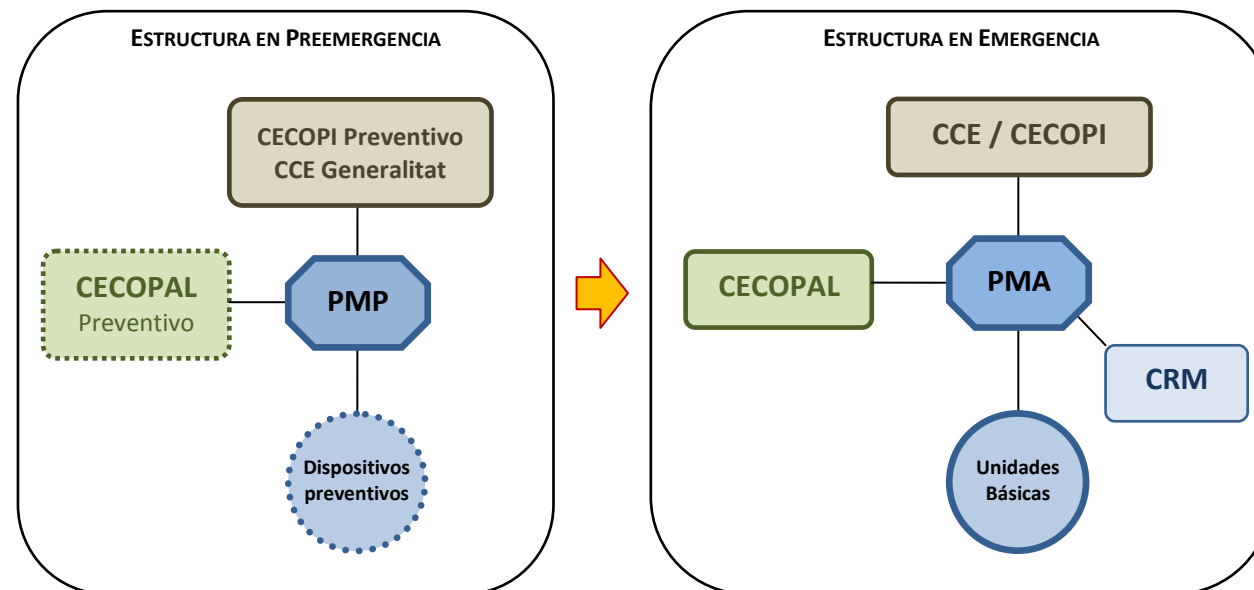 ESTRUCTURA EN PREEMERGENCIA
CECOPI Preventivo
CCE Generalitat
CECOPAL
Preventivo
PMP
Dispositivos
preventivos
ESTRUCTURA EN EMERGENCIA
CCE / CECOPI
CECOPAL
PMA
CRM
Unidades
Básicas